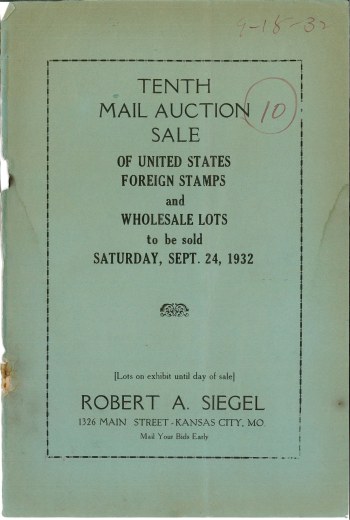 9-18-32
TENTH
MAIL AUCTION
10
SALE
OF UNITED STATES
FOREIGN STAMPS
and
WHOLESALE LOTS
to be sold
SATURDAY, SEPT. 24, 1932
[Lots on exhibit until day of sale]
ROBERT A. SIEGEL
1326 MAIN STREET - KANSAS CITY, MO.
Mail Your Bids Early